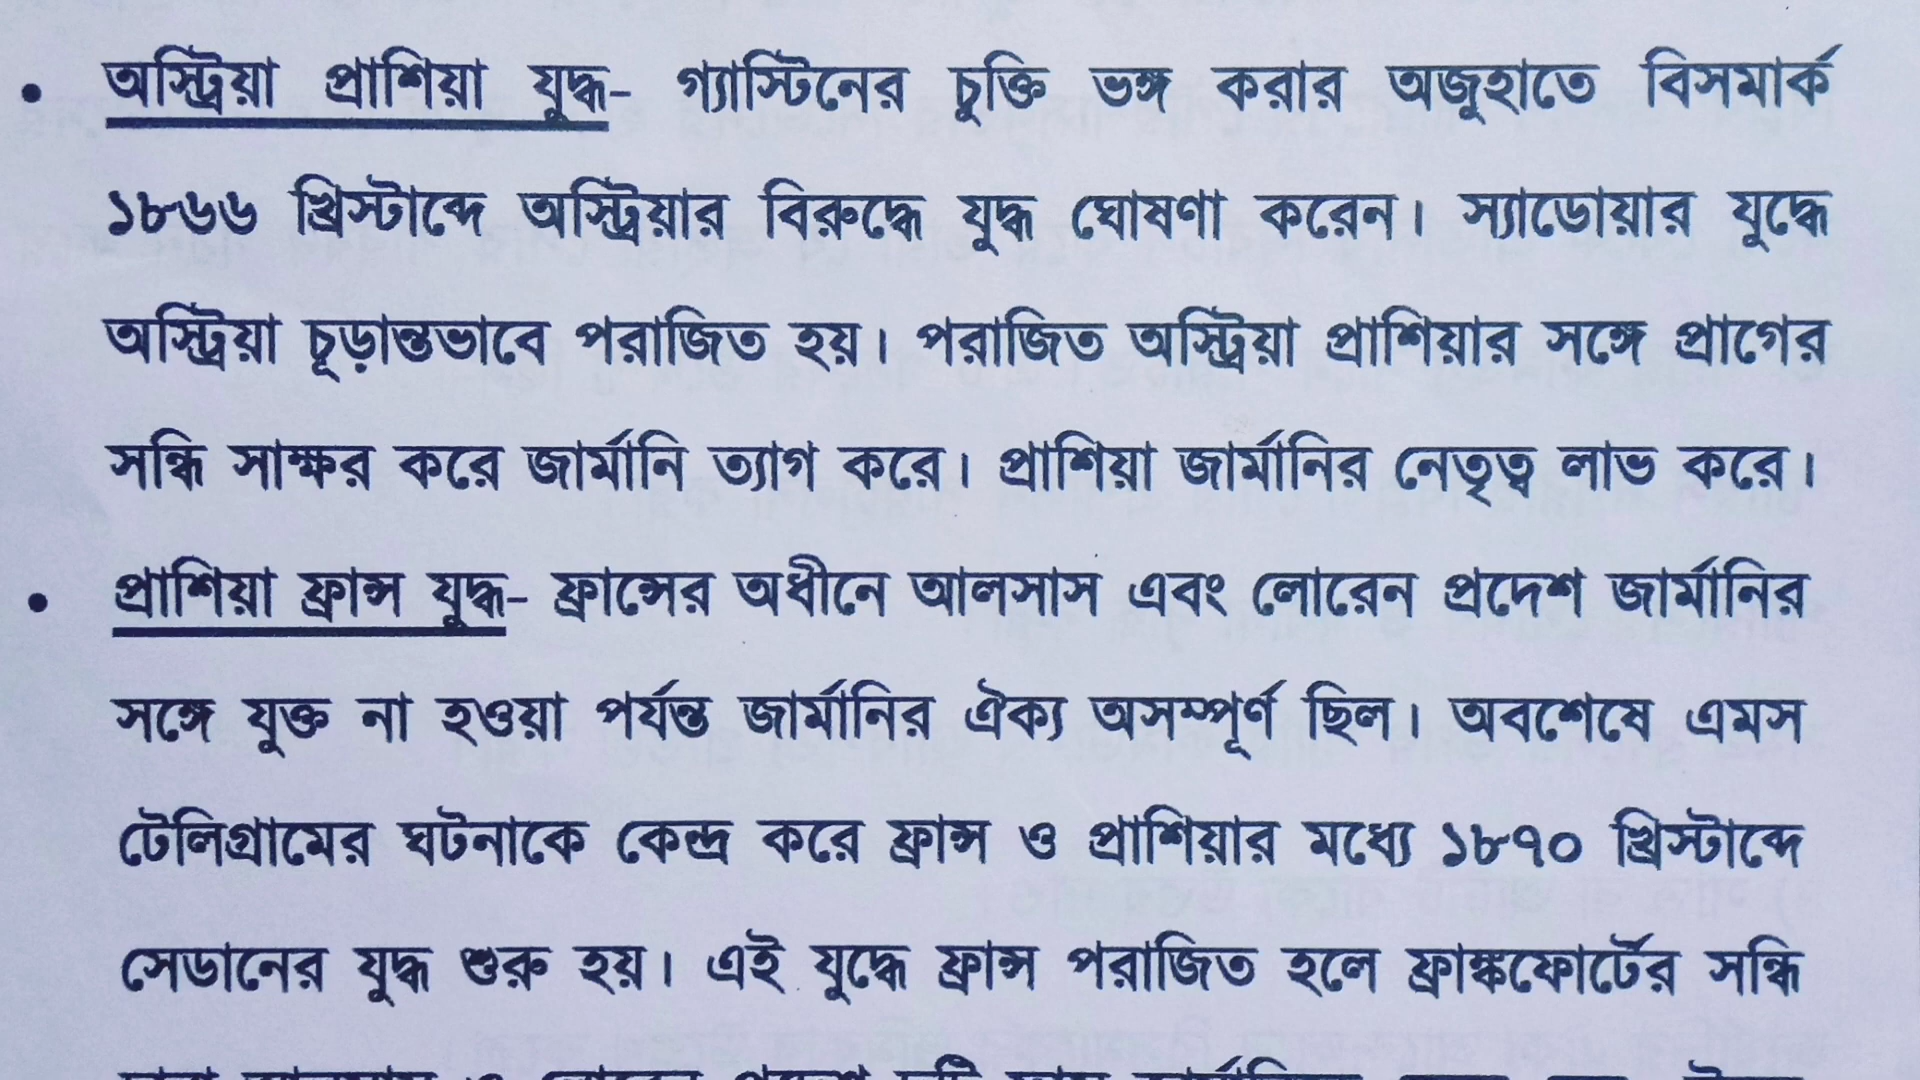 • অস্ট্রিয়া প্রাশিয়া যুদ্ধ- গ্যাস্টিনের চুক্তি ভঙ্গ করার অজুহাতে বিসমার্ক
১৮৬৬ খ্রিস্টাব্দে অস্ট্রিয়ার বিরুদ্ধে যুদ্ধ ঘোষণা করেন। স্যাডোয়ার যুদ্ধে
অস্ট্রিয়া চূড়ান্তভাবে পরাজিত হয়। পরাজিত অস্ট্রিয়া প্রাশিয়ার সঙ্গে প্রাগের
সন্ধি সাক্ষর করে জার্মানি ত্যাগ করে। প্রাশিয়া জার্মানির নেতৃত্ব লাভ করে।
• প্রাশিয়া ফ্রান্স যুদ্ধ- ফ্রান্সের অধীনে আলসাস এবং লোরেন প্রদেশ জার্মানির
সঙ্গে যুক্ত না হওয়া পর্যন্ত জার্মানির ঐক্য অসম্পূর্ণ ছিল। অবশেষে এমস
টেলিগ্রামের ঘটনাকে কেন্দ্র করে ফ্রান্স ও প্রাশিয়ার মধ্যে ১৮৭০ খ্রিস্টাব্দে
সেডানের যুদ্ধ শুরু হয়। এই যুদ্ধে ফ্রান্স পরাজিত হলে ফ্রাঙ্কফোর্টের সন্ধি